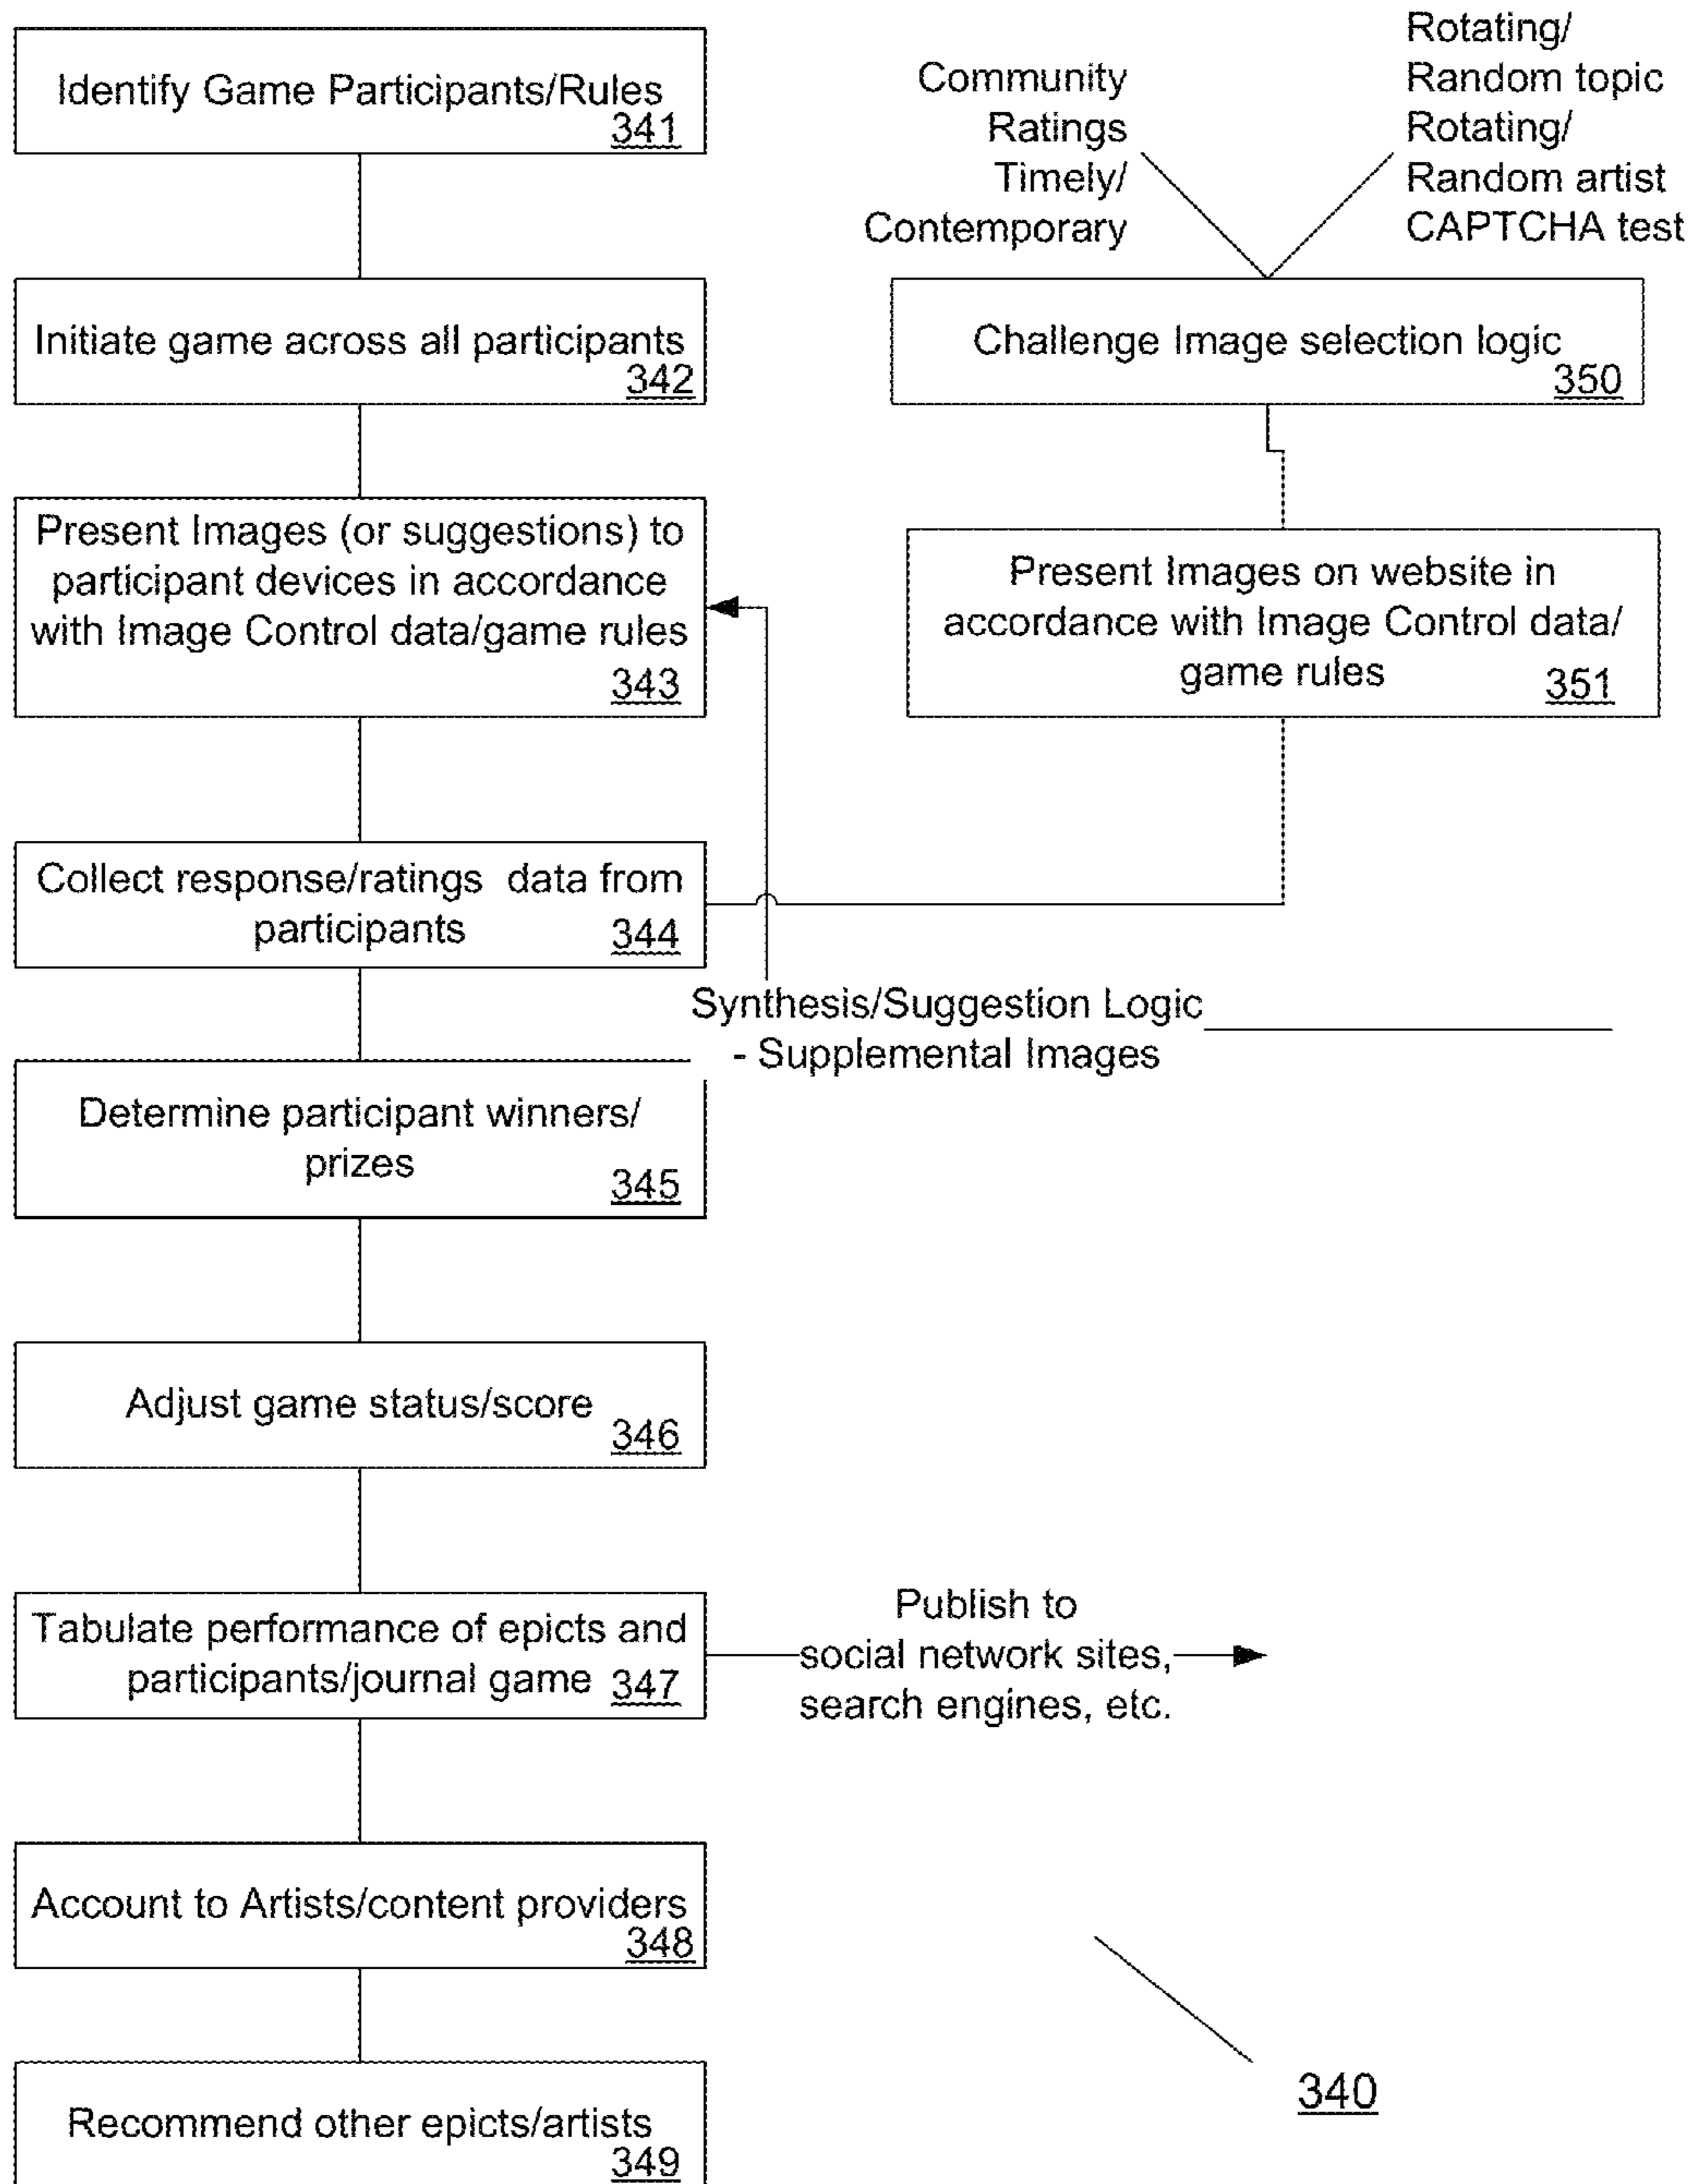 Identify Game Participants/Rules
341
Initiate game across all participants
342
Present Images (or suggestions) to
participant devices in accordance
with Image Control data/game rules
343
Collect response/ratings data from
participants 344
Determine participant winners/
prizes
345
Adjust game status/score
346
Tabulate performance of epicts and
participants/journal game 347
Account to Artists/content providers
348
Recommend other epicts/artists
349
Community
Ratings
Timely/
Contemporary
Rotating/
Random topic
Rotating/
Random artist
CAPTCHA test
Challenge Image selection logic
350
Present Images on website in
accordance with Image Control data/
game rules 351
Synthesis/Suggestion Logic
- Supplemental Images
Publish to
social network sites,
search engines, etc.
340